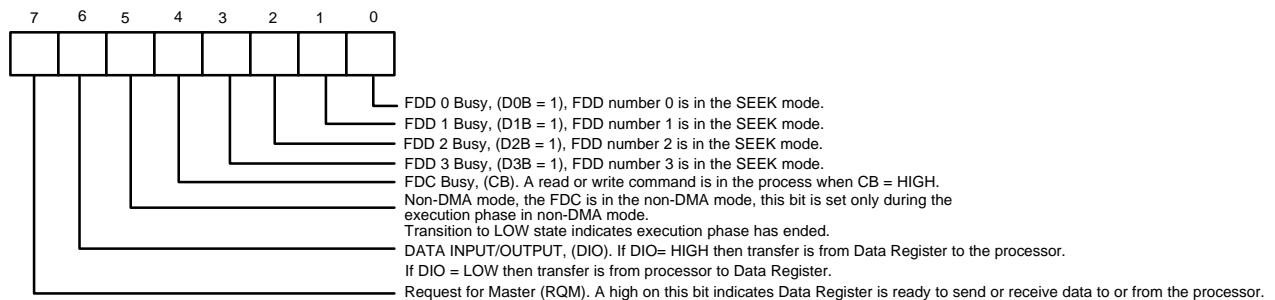 7 6 5 4 3 2 1 0
FDD 0 Busy, (D0B = 1), FDD number 0 is in the SEEK mode.
FDD 1 Busy, (D1B = 1), FDD number 1 is in the SEEK mode.
FDD 2 Busy, (D2B = 1), FDD number 2 is in the SEEK mode.
FDD 3 Busy, (D3B = 1), FDD number 3 is in the SEEK mode.
FDC Busy, (CB). A read or write command is in the process when CB = HIGH.
Non-DMA mode, the FDC is in the non-DMA mode, this bit is set only during the
execution phase in non-DMA mode.
Transition to LOW state indicates execution phase has ended.
DATA INPUT/OUTPUT, (DIO). If DIO= HIGH then transfer is from Data Register to the processor.
If DIO = LOW then transfer is from processor to Data Register.
Request for Master (RQM). A high on this bit indicates Data Register is ready to send or receive data to or from the processor.